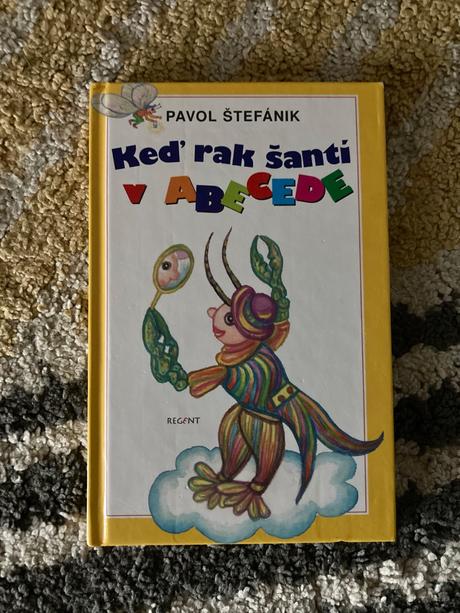 PAVOL ŠTEFÁNIK
Keď rak šantí
v ABECEDE
REGENT